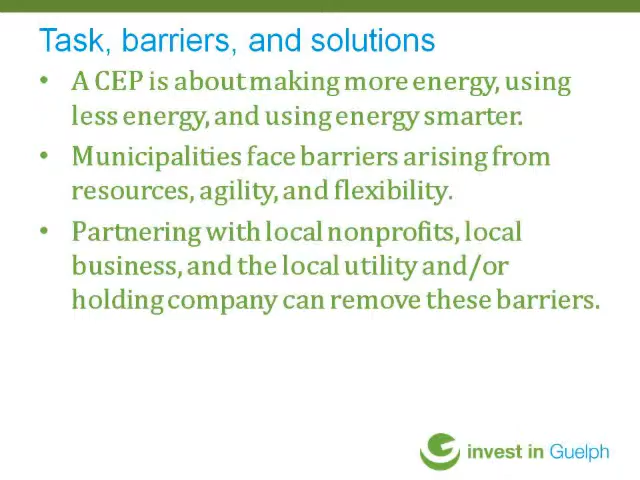 Task, barriers, and solutions
• A CEP is about making more energy, using
less energy, and using energy smarter.
• Municipalities face barriers arising from
resources, agility, and flexibility.
• Partnering with local nonprofits, local
business, and the local utility and/or
holding company can remove these barriers.
invest in Guelph